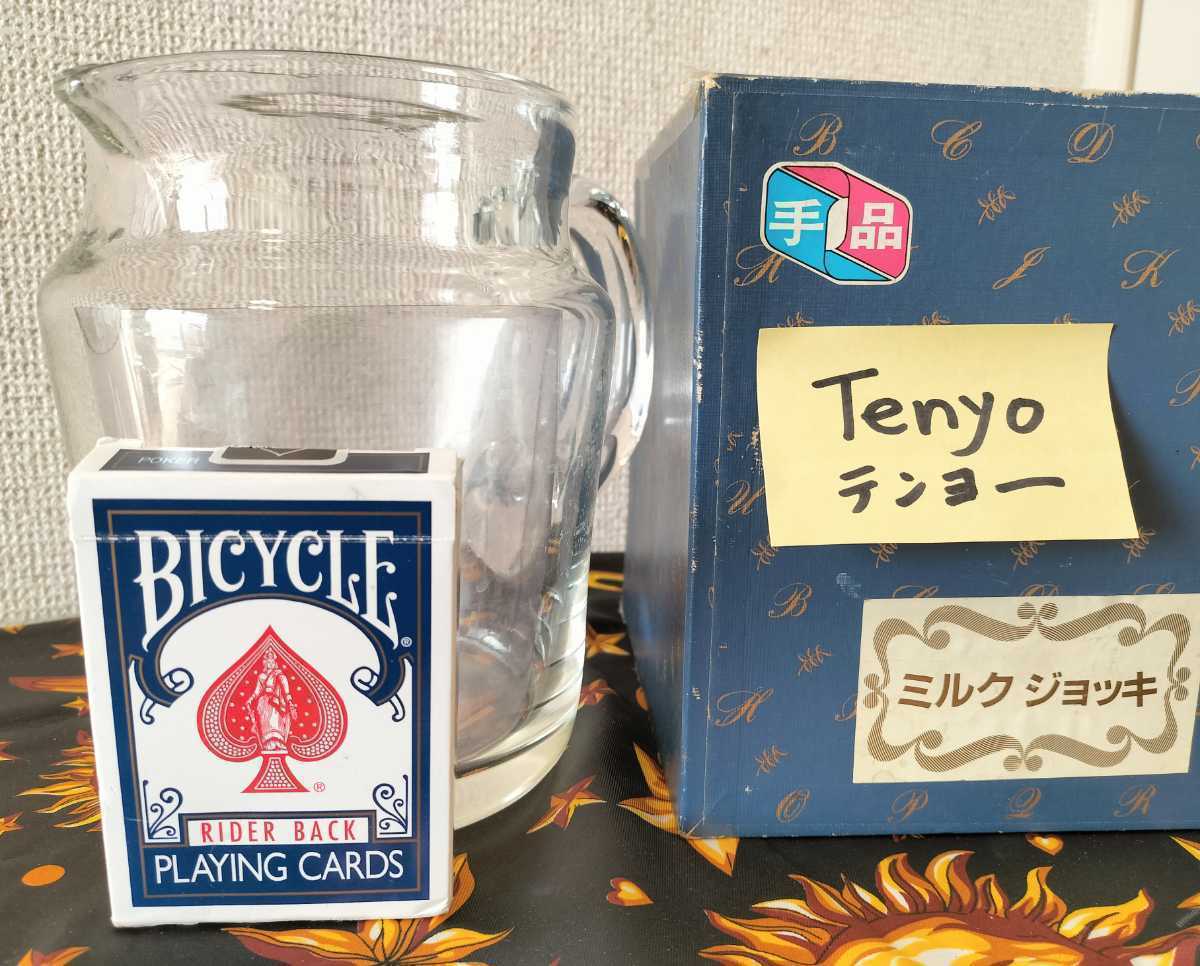 POKER
BICYCLE
®
®
RIDER BACK
PLAYING CARDS
手品
B C D
H J K
Tenyo
テンヨー
U
B C D
ミルク ジョッキ
H
O P Q R